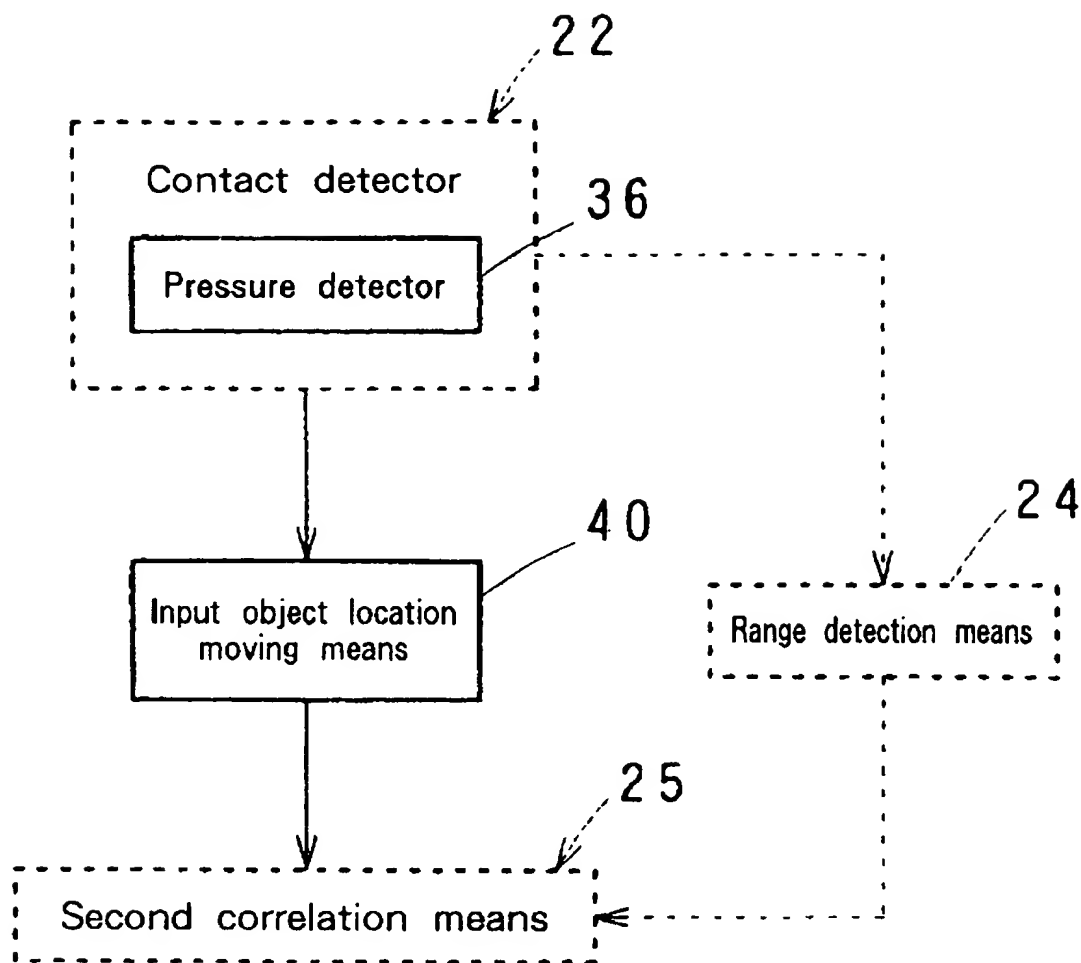 22
Contact detector
36
Pressure detector
40
Input object location
moving means
24
Range detection means
25
Second correlation means